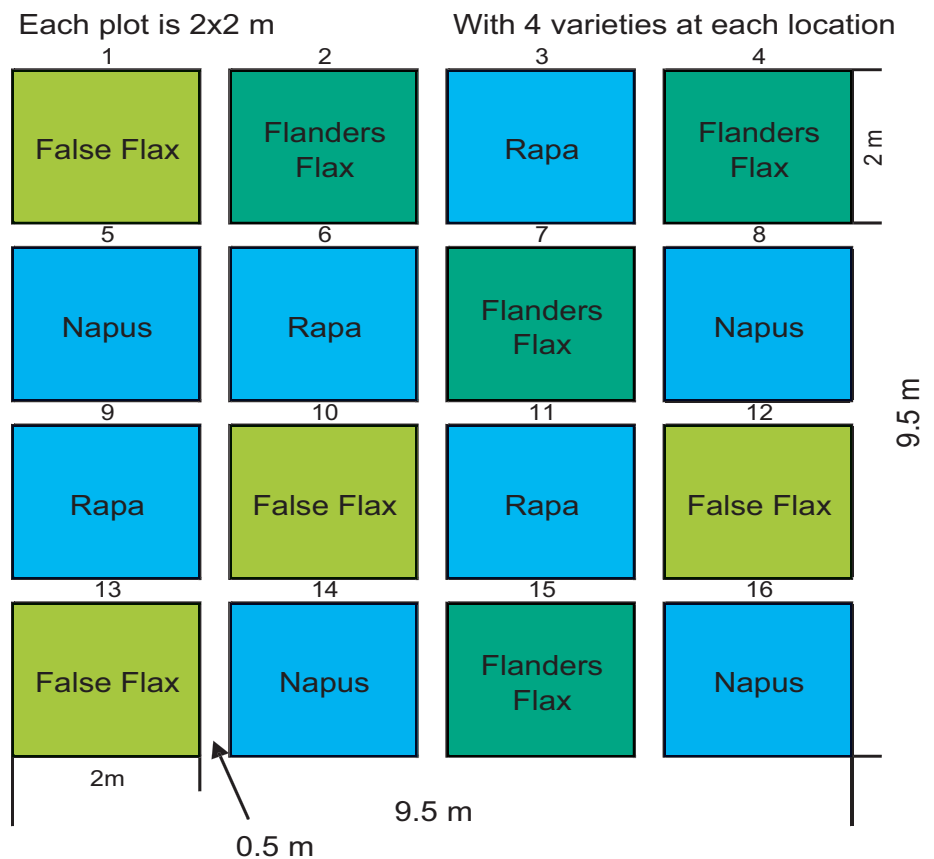 Each plot is 2x2 m
With 4 varieties at each location
1
2
3
4
False Flax
Flanders
Flax
Rapa
Flanders
Flax
2 m
5
6
7
8
Napus
Rapa
Flanders
Flax
Napus
9.5 m
9
10
11
12
Rapa
False Flax
Rapa
False Flax
13
14
15
16
False Flax
Napus
Flanders
Flax
Napus
2m
9.5 m
0.5 m